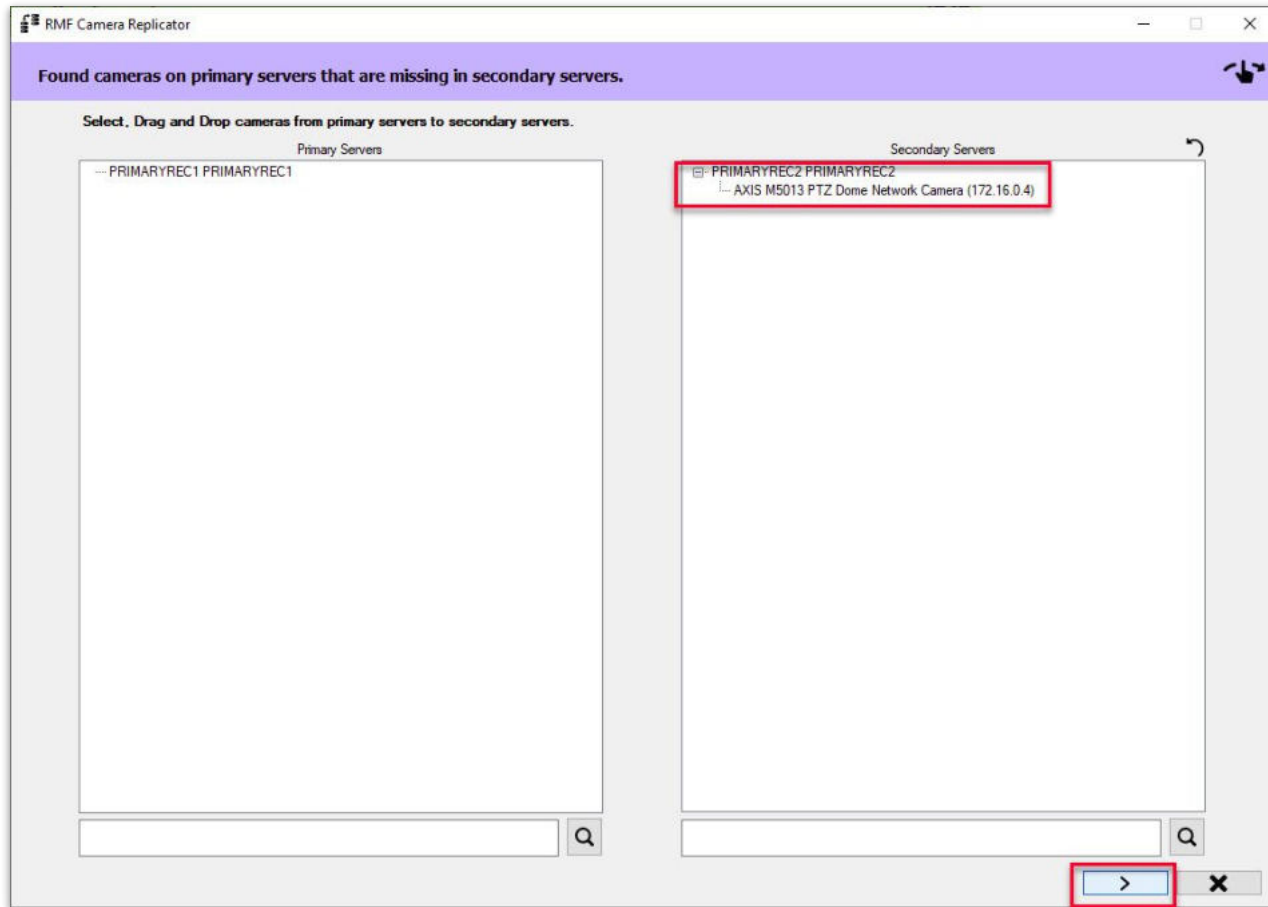 RMF Camera Replicator
Found cameras on primary servers that are missing in secondary servers.
Select, Drag and Drop cameras from primary servers to secondary servers.
Primary Servers
PRIMARYREC1 PRIMARYREC1
Secondary Servers
PRIMARYREC2 PRIMARYREC2
AXIS M5013 PTZ Dome Network Camera (172.16.0.4)